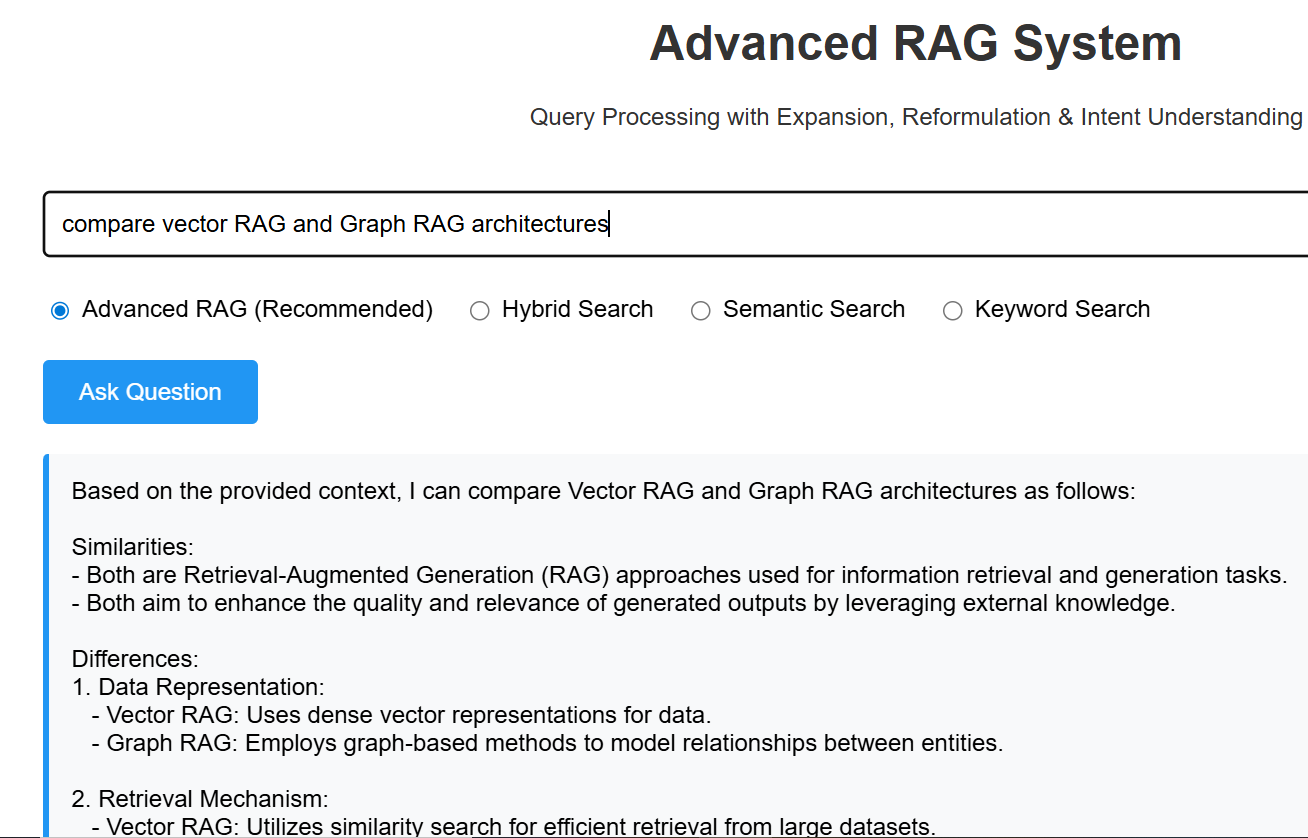 Advanced RAG System
Query Processing with Expansion, Reformulation & Intent Understanding
compare vector RAG and Graph RAG architectures
Advanced RAG (Recommended) Hybrid Search Semantic Search Keyword Search
Ask Question
Based on the provided context, I can compare Vector RAG and Graph RAG architectures as follows:
Similarities:
- Both are Retrieval-Augmented Generation (RAG) approaches used for information retrieval and generation tasks.
- Both aim to enhance the quality and relevance of generated outputs by leveraging external knowledge.
Differences:
1. Data Representation:
- Vector RAG: Uses dense vector representations for data.
- Graph RAG: Employs graph-based methods to model relationships between entities.
2. Retrieval Mechanism:
- Vector RAG: Utilizes similarity search for efficient retrieval from large datasets.